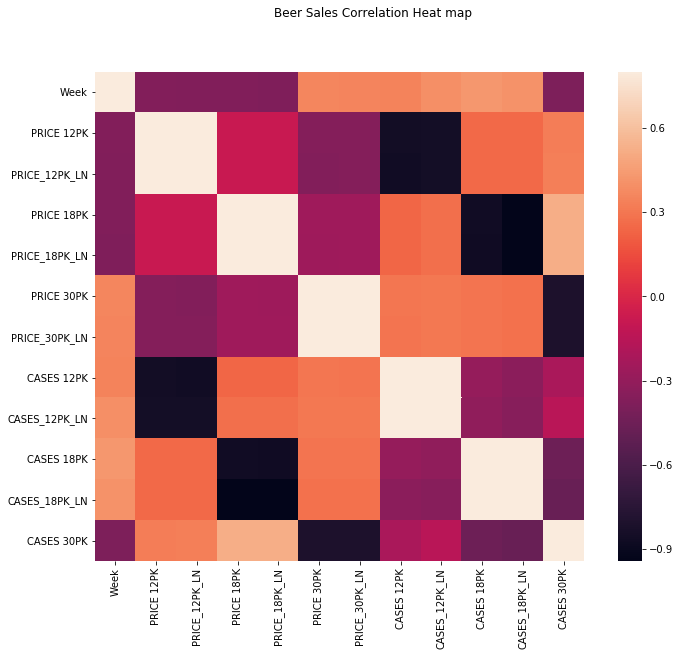 Beer Sales Correlation Heat map
Week
PRICE 12PK
PRICE_12PK_LN
PRICE 18PK
PRICE_18PK_LN
PRICE 30PK
PRICE_30PK_LN
CASES 12PK
CASES_12PK_LN
CASES 18PK
CASES_18PK_LN
CASES 30PK
0.6
0.3
0.0
−0.3
−0.6
−0.9
Week
PRICE 12PK
PRICE_12PK_LN
PRICE 18PK
PRICE_18PK_LN
PRICE 30PK
PRICE_30PK_LN
CASES 12PK
CASES_12PK_LN
CASES 18PK
CASES_18PK_LN
CASES 30PK